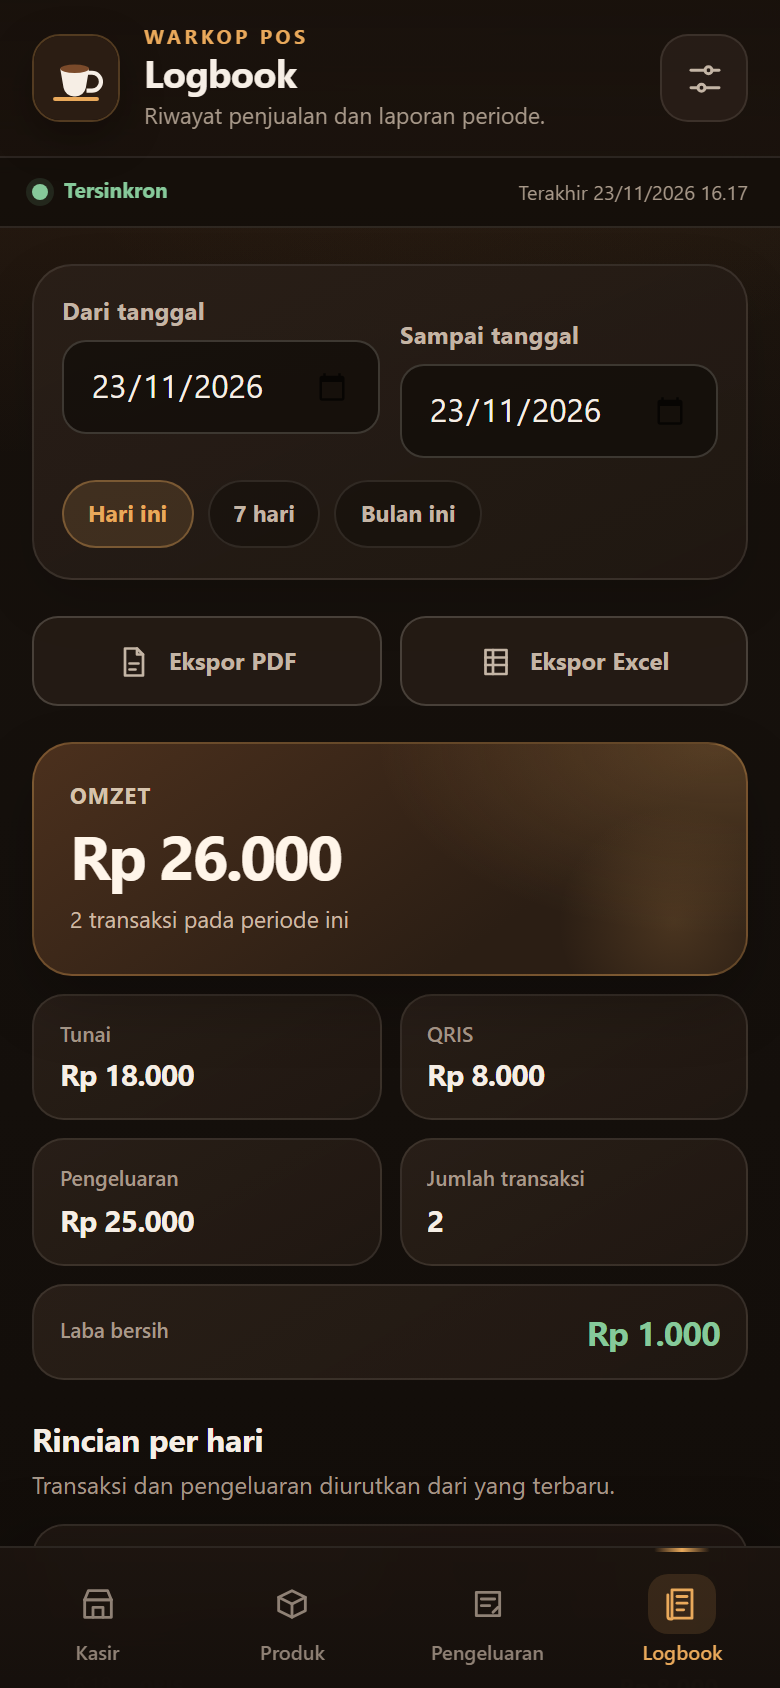 WARKOP POS
Logbook
Riwayat penjualan dan laporan periode.
Tersinkron
Terakhir 23/11/2026 16.17
Dari tanggal
23/11/2026
Sampai tanggal
23/11/2026
Hari ini
7 hari
Bulan ini
Ekspor PDF
Ekspor Excel
OMZET
Rp 26.000
2 transaksi pada periode ini
Tunai
Rp 18.000
QRIS
Rp 8.000
Pengeluaran
Rp 25.000
Jumlah transaksi
2
Laba bersih
Rp 1.000
Rincian per hari
Transaksi dan pengeluaran diurutkan dari yang terbaru.
Kasir
Produk
Pengeluaran
Logbook